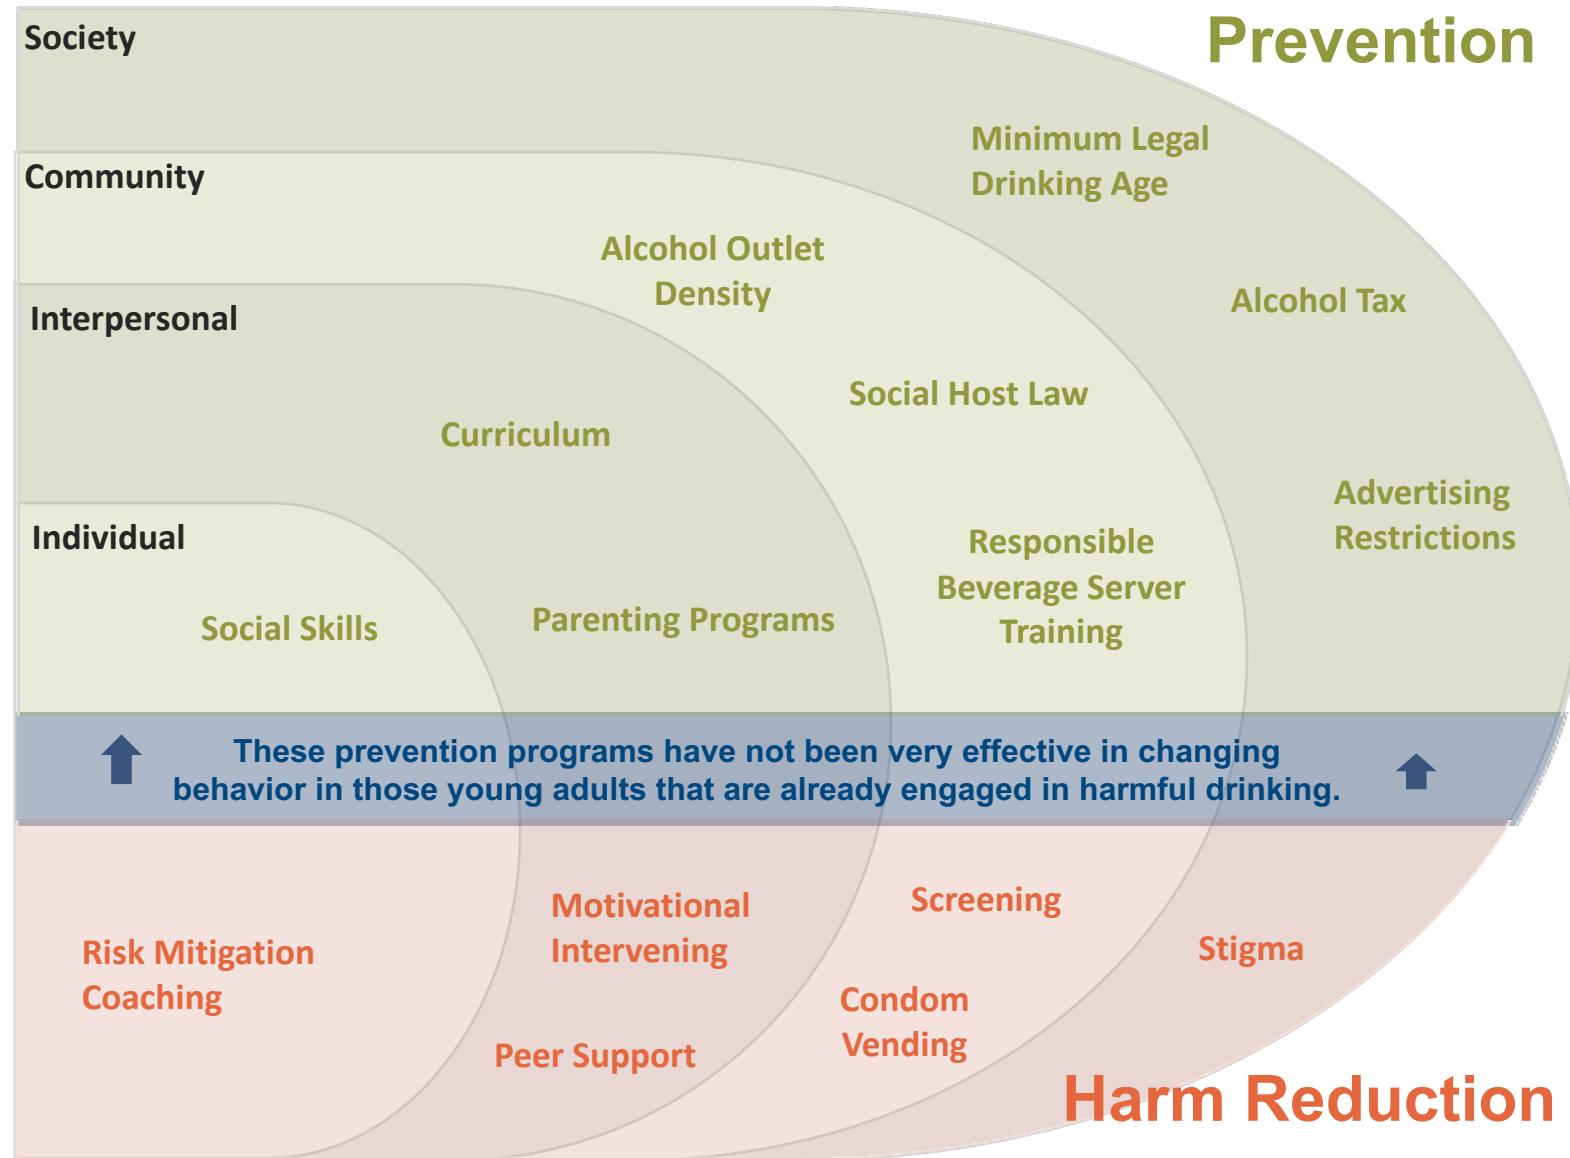 Prevention
Society
Minimum Legal
Drinking Age
Community
Alcohol Outlet
Density
Alcohol Tax
Interpersonal
Social Host Law
Curriculum
Advertising
Restrictions
Individual
Responsible
Beverage Server
Training
Social Skills
Parenting Programs
These prevention programs have not been very effective in changing
behavior in those young adults that are already engaged in harmful drinking.
Motivational
Intervening
Screening
Risk Mitigation
Coaching
Stigma
Condom
Vending
Peer Support
Harm Reduction